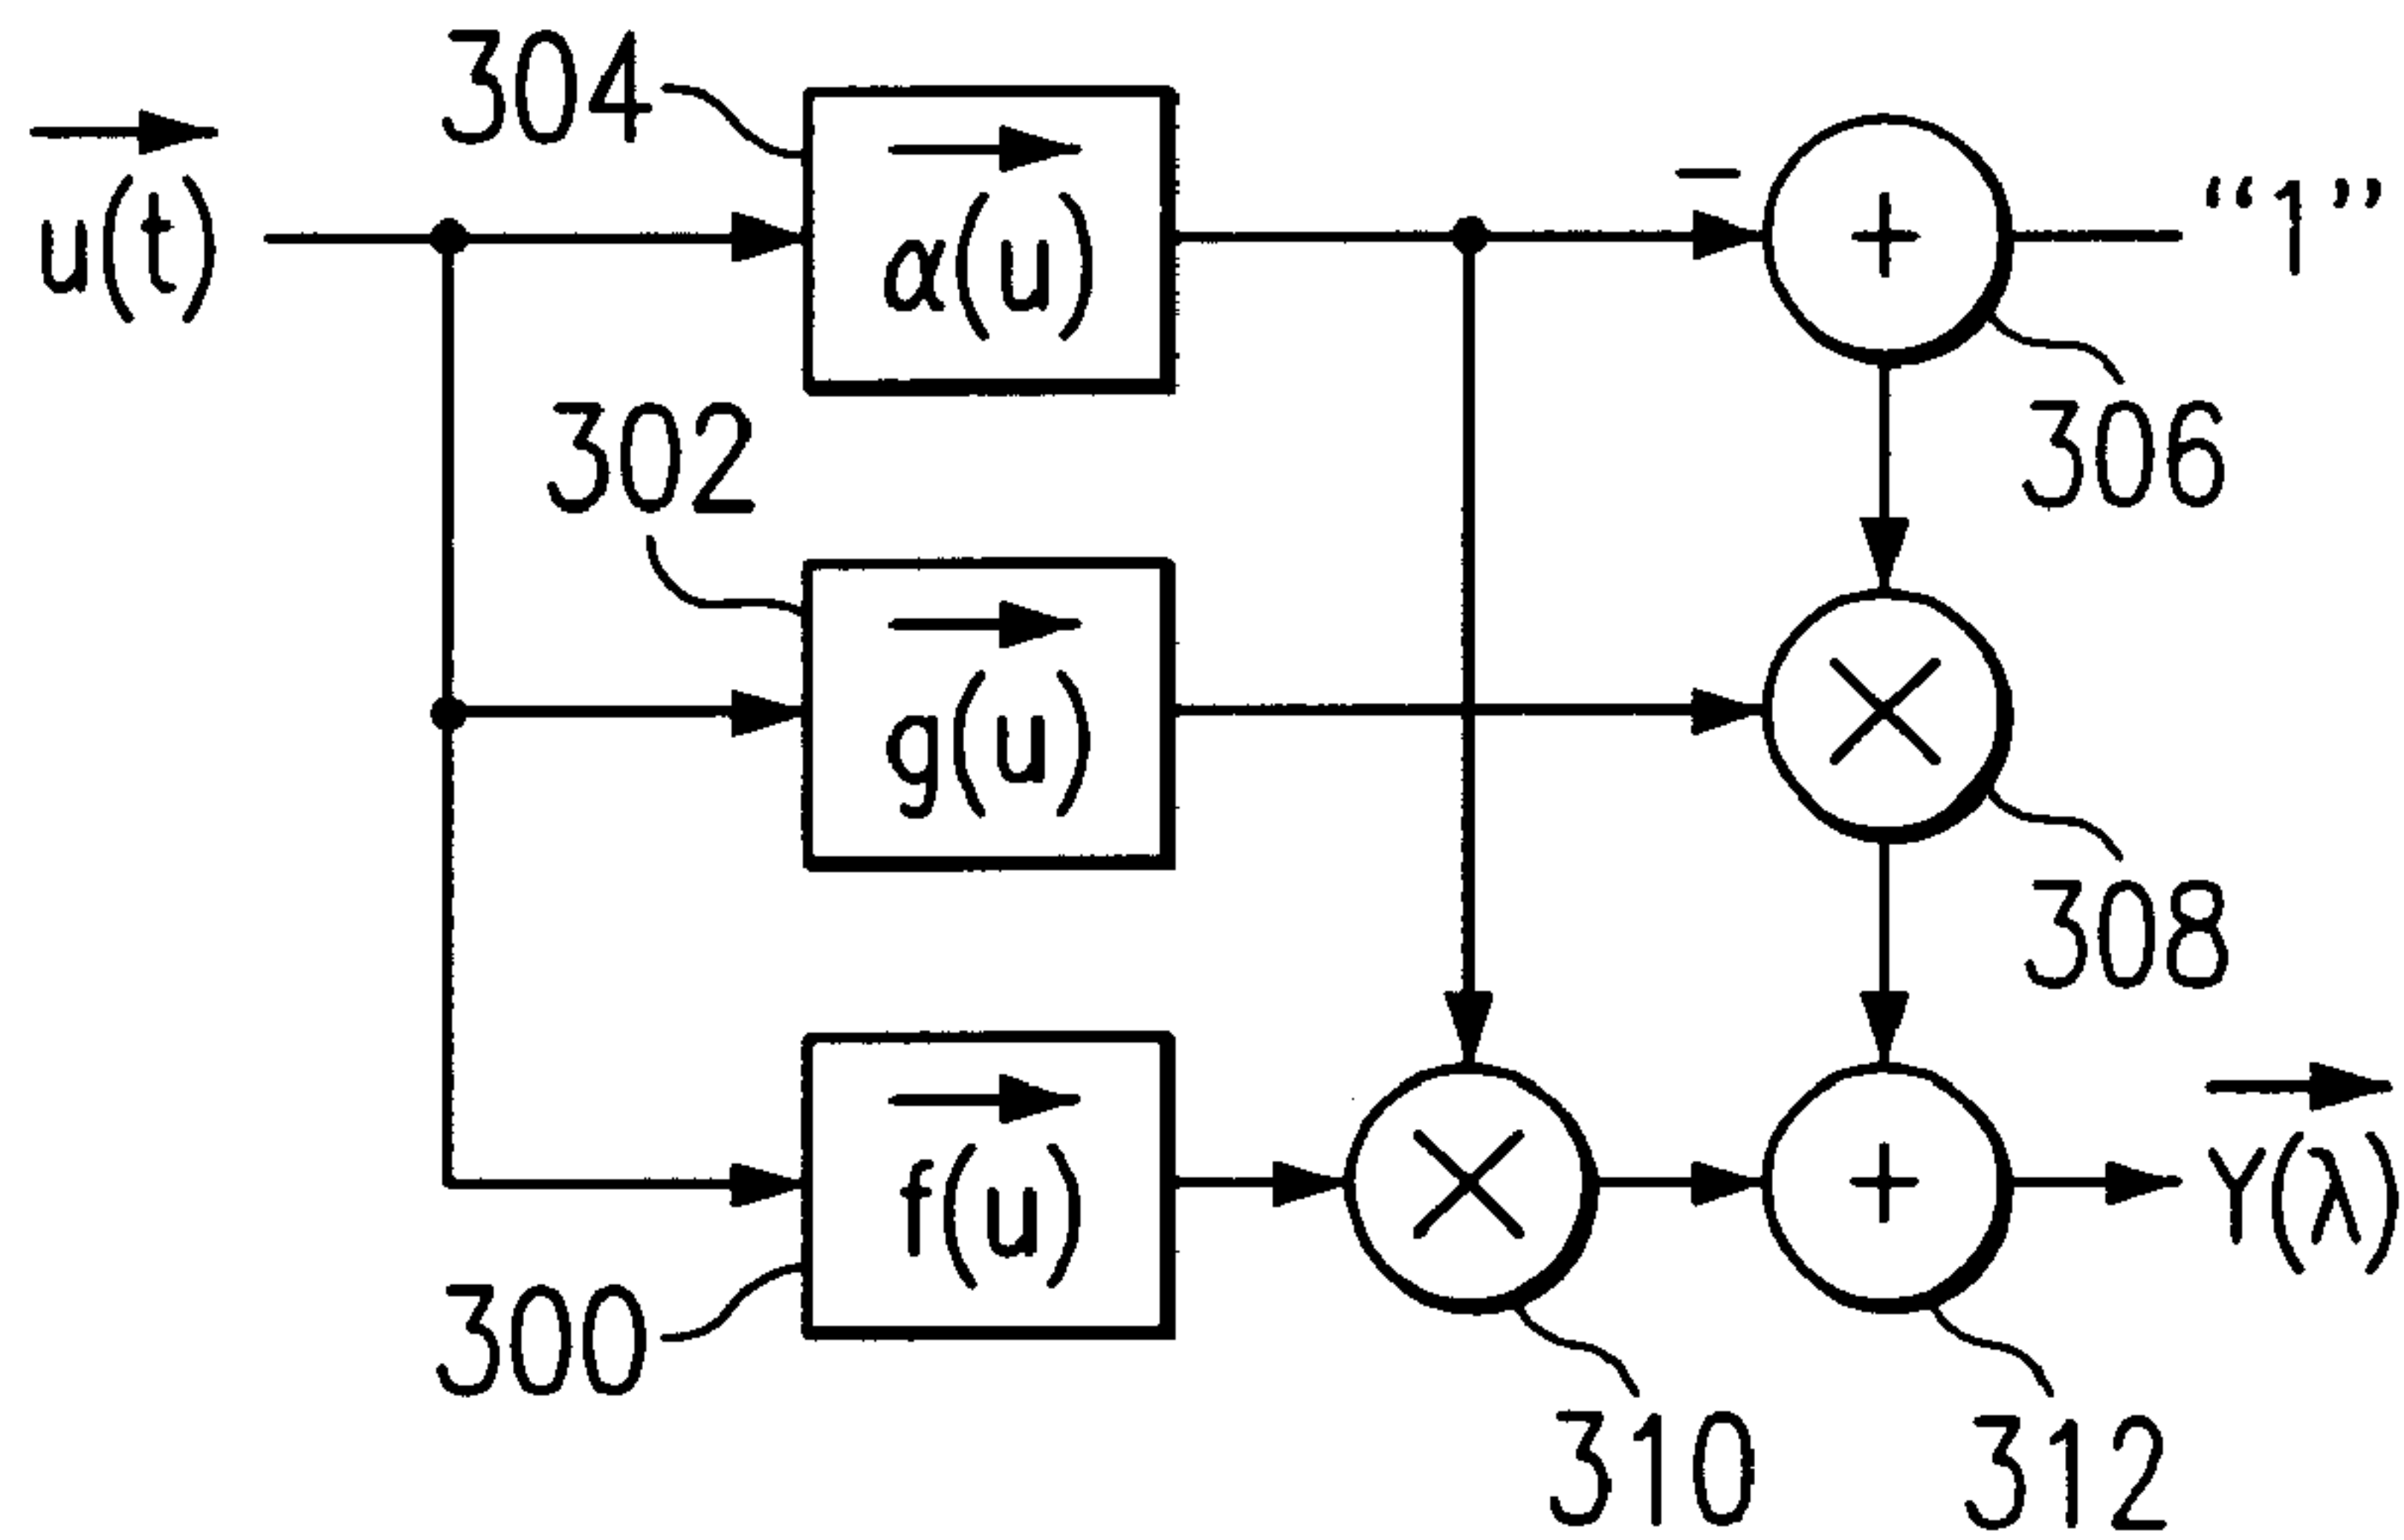 304
u(t)
α(u)
−
+
“1”
302
306
g(u)
×
308
f(u)
×
+
Y(λ)
300
310
312